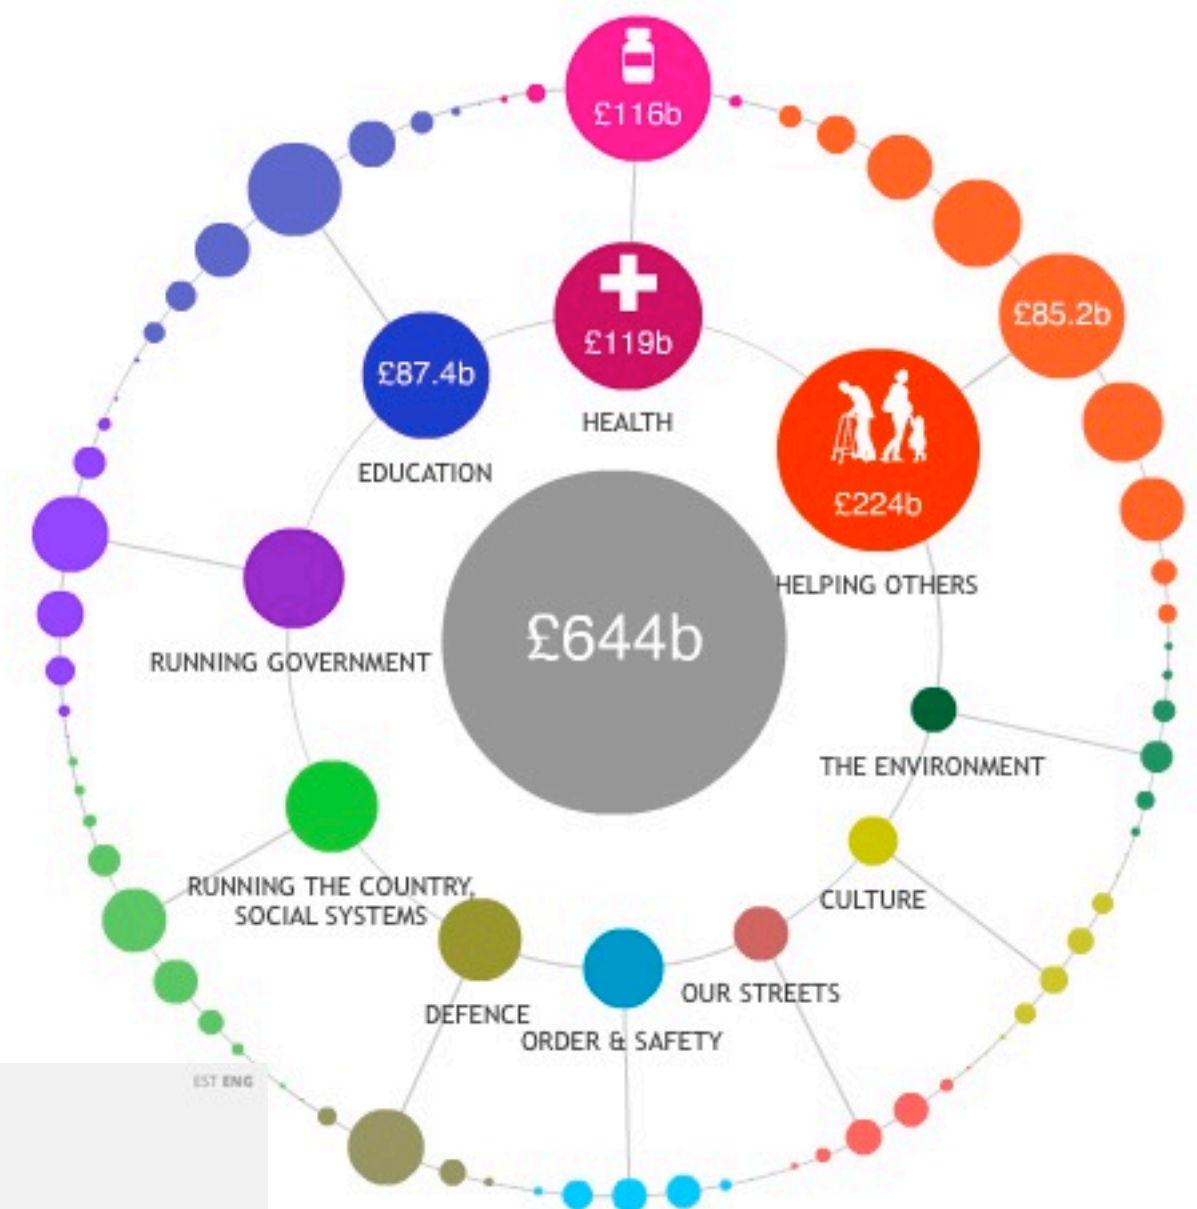 £116b
£119b
HEALTH
£85.2b
£87.4b
EDUCATION
£224b
HELPING OTHERS
£644b
RUNNING GOVERNMENT
THE ENVIRONMENT
CULTURE
RUNNING THE COUNTRY,
SOCIAL SYSTEMS
OUR STREETS
DEFENCE
ORDER & SAFETY
EST ENG